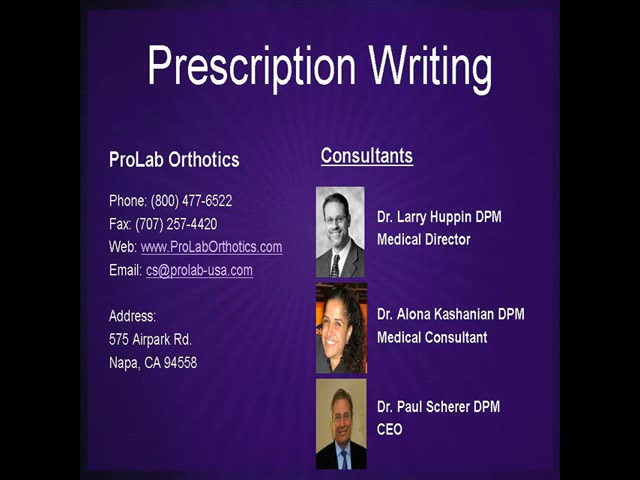 Prescription Writing
ProLab Orthotics
Phone: (800) 477-6522
Fax: (707) 257-4420
Web: www.ProLabOrthotics.com
Email: cs@prolab-usa.com
Address:
575 Airpark Rd.
Napa, CA 94558
Consultants
Dr. Larry Huppin DPM
Medical Director
Dr. Alona Kashanian DPM
Medical Consultant
Dr. Paul Scherer DPM
CEO